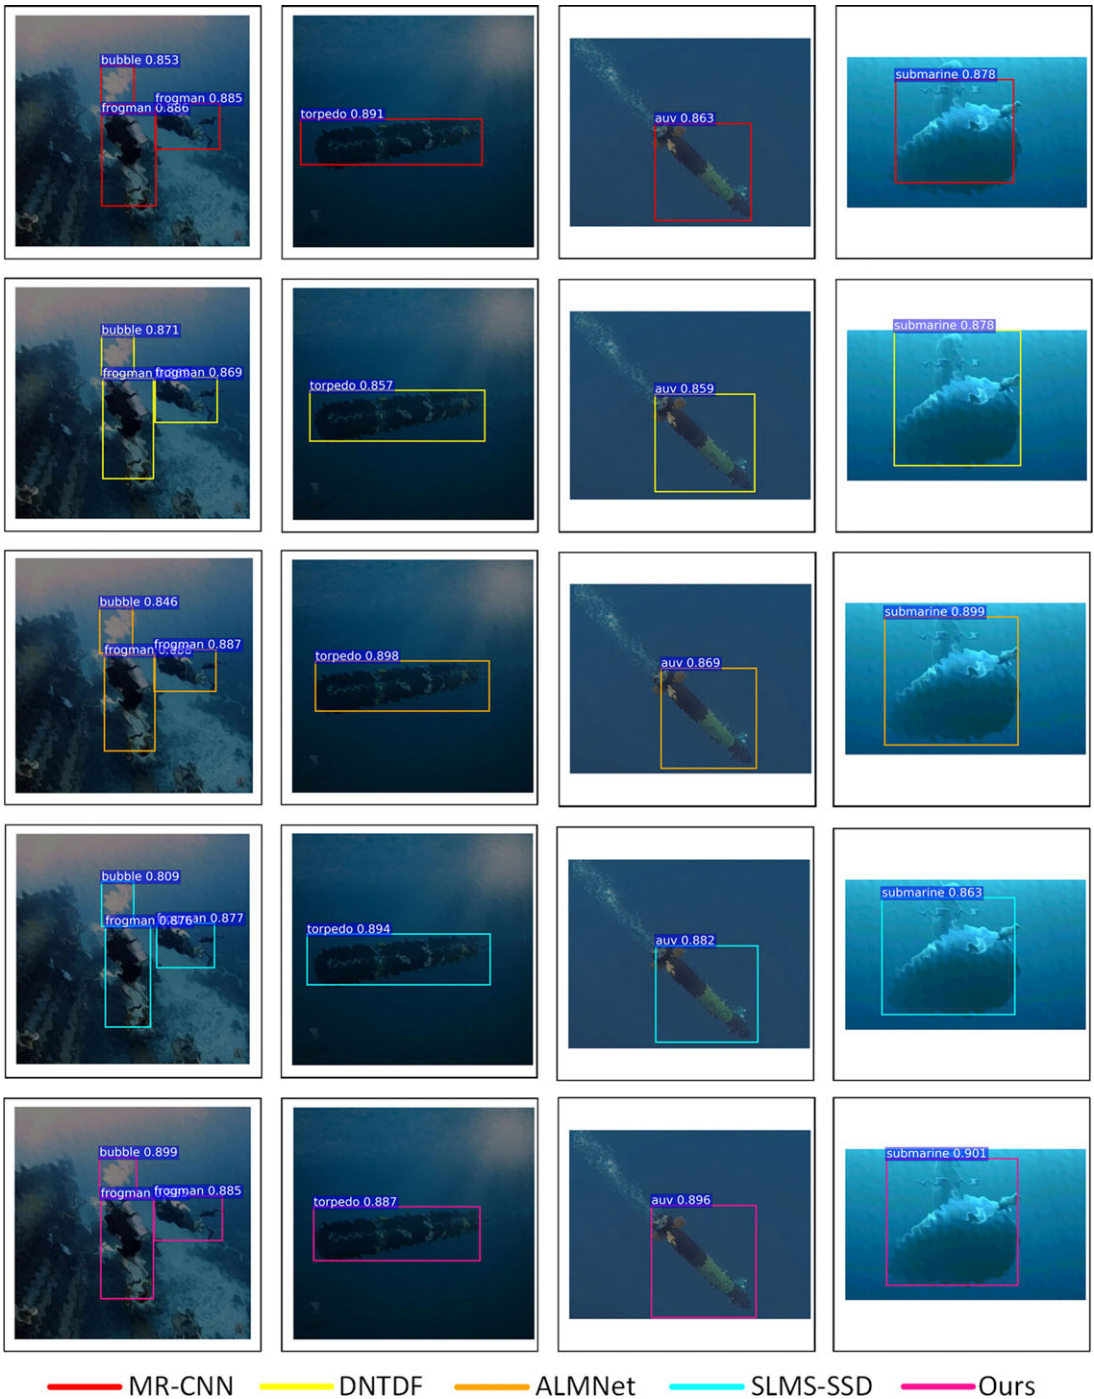 bubble 0.853
frogman 0.885
frogman 0.886
torpedo 0.891
auv 0.863
submarine 0.878
bubble 0.871
frogman
frogman 0.869
torpedo 0.857
auv 0.859
submarine 0.878
bubble 0.846
frogman 0.887
frogman
torpedo 0.898
auv 0.869
submarine 0.899
bubble 0.809
frogman 0.877
frogman 0.876
torpedo 0.894
auv 0.882
submarine 0.863
bubble 0.899
frogman 0.885
frogman
torpedo 0.887
auv 0.896
submarine 0.901
MR-CNN DNTDF ALMNet SLMS-SSD Ours